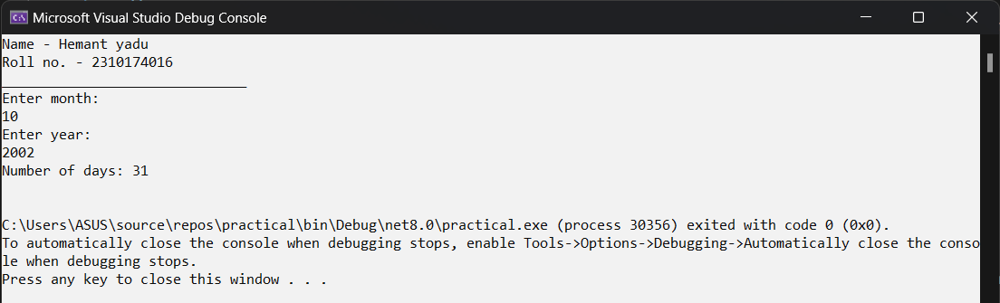 C:\ Microsoft Visual Studio Debug Console
Name - Hemant yadu
Roll no. - 2310174016
______________________________
Enter month:
10
Enter year:
2002
Number of days: 31
C:\Users\ASUS\source\repos\practical\bin\Debug\net8.0\practical.exe (process 30356) exited with code 0 (0x0).
To automatically close the console when debugging stops, enable Tools->Options->Debugging->Automatically close the conso
le when debugging stops.
Press any key to close this window . . .